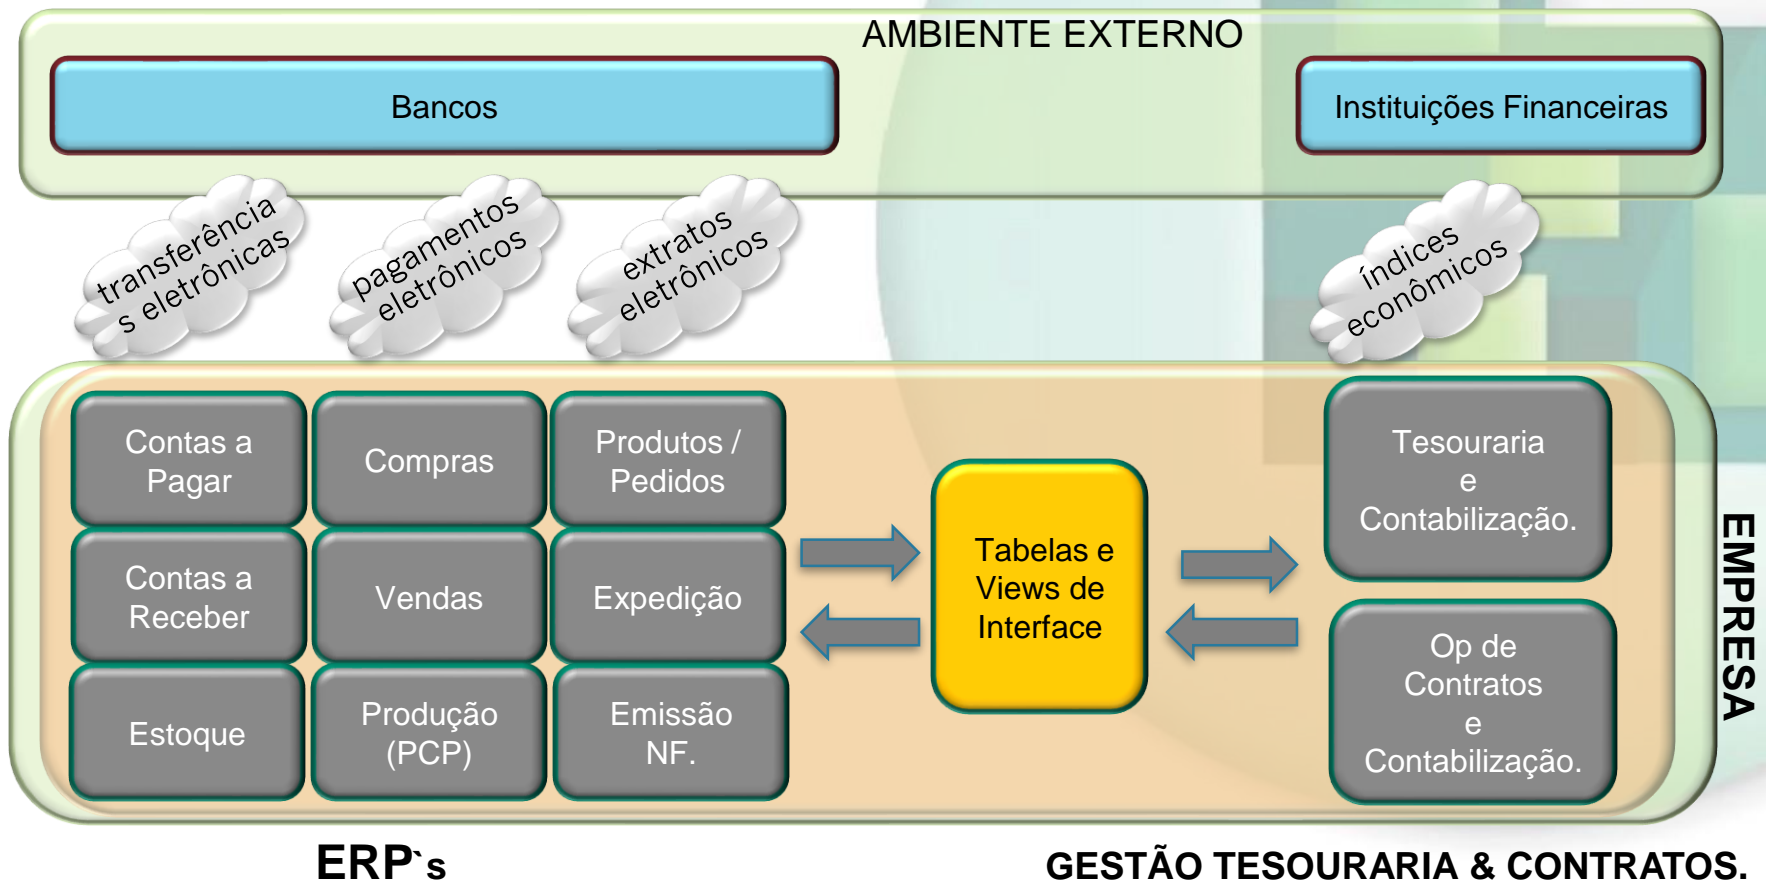 AMBIENTE EXTERNO
Bancos
Instituições Financeiras
transferência
s eletrônicas
pagamentos
eletrônicos
extratos
eletrônicos
índices
econômicos
Contas a
Pagar
Compras
Produtos /
Pedidos
Contas a
Receber
Vendas
Expedição
Estoque
Produção
(PCP)
Emissão
NF.
Tabelas e
Views de
Interface
Tesouraria
e
Contabilização.
Op de
Contratos
e
Contabilização.
EMPRESA
ERP`s
GESTÃO TESOURARIA & CONTRATOS.